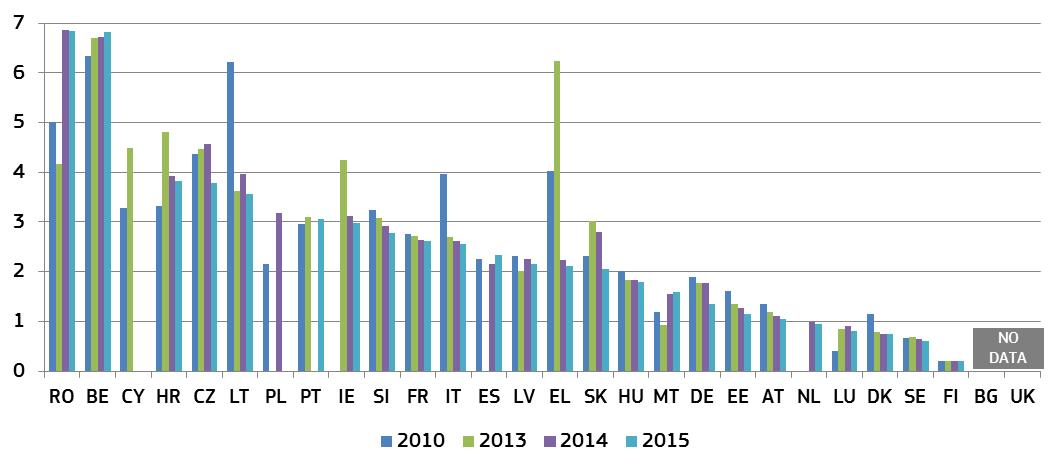 7
6
5
4
3
2
1
0
NO
DATA
RO BE CY HR CZ LT PL PT IE SI FR IT ES LV EL SK HU MT DE EE AT NL LU DK SE FI BG UK
2010 2013 2014 2015